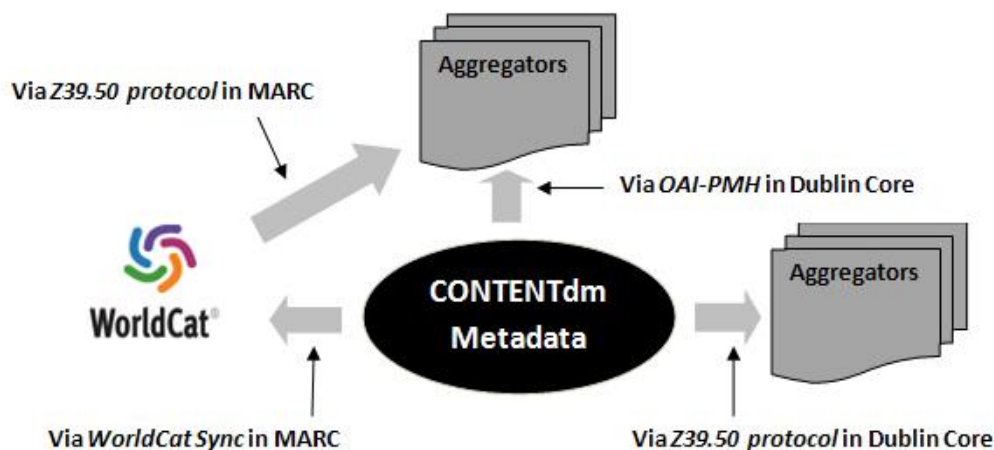 Aggregators
Via Z39.50 protocol in MARC
Via OAI-PMH in Dublin Core
Aggregators
CONTENTdm
Metadata
WorldCat®
Via WorldCat Sync in MARC
Via Z39.50 protocol in Dublin Core